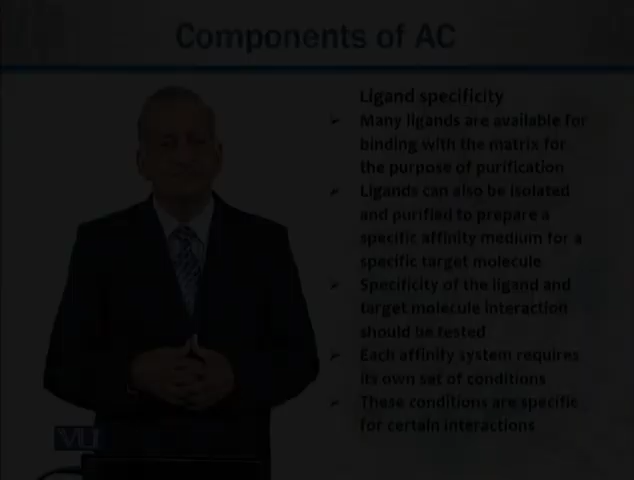 Components of AC
Ligand specificity
➢ Many ligands are available for
binding with the matrix for
the purpose of purification
➢ Ligands can also be isolated
and purified to prepare a
specific affinity medium for a
specific target molecule
➢ Specificity of the ligand and
target molecule interaction
should be tested
➢ Each affinity system requires
its own set of conditions
➢ These conditions are specific
for certain interactions
VU